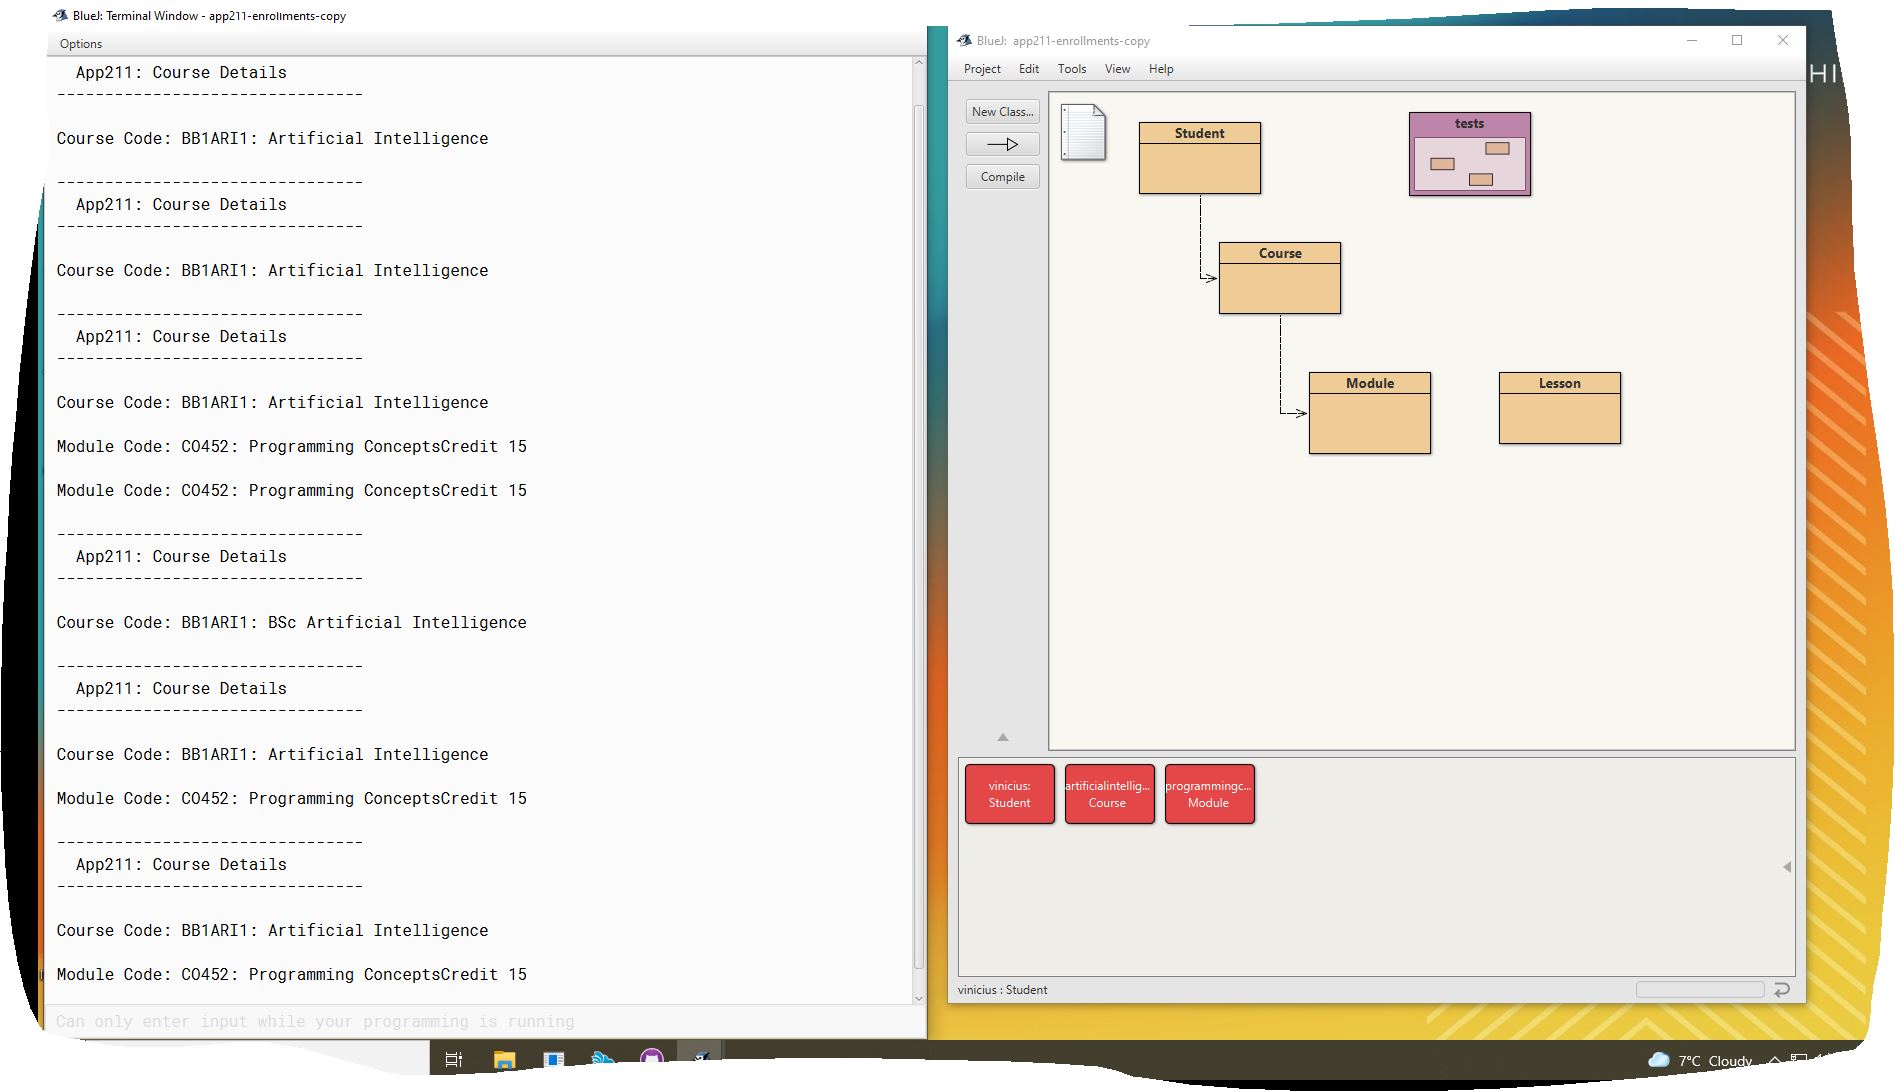 BlueJ: Terminal Window - app211-enrollments-copy
Options
App211: Course Details
--------------------------------
Course Code: BB1ARI1: Artificial Intelligence
--------------------------------
App211: Course Details
--------------------------------
Course Code: BB1ARI1: Artificial Intelligence
--------------------------------
App211: Course Details
--------------------------------
Course Code: BB1ARI1: Artificial Intelligence
Module Code: CO452: Programming ConceptsCredit 15
Module Code: CO452: Programming ConceptsCredit 15
--------------------------------
App211: Course Details
--------------------------------
Course Code: BB1ARI1: BSc Artificial Intelligence
--------------------------------
App211: Course Details
--------------------------------
Course Code: BB1ARI1: Artificial Intelligence
Module Code: CO452: Programming ConceptsCredit 15
--------------------------------
App211: Course Details
--------------------------------
Course Code: BB1ARI1: Artificial Intelligence
Module Code: CO452: Programming ConceptsCredit 15
Can only enter input while your programming is running
BlueJ: app211-enrollments-copy
Project Edit Tools View Help
New Class...
Compile
Student
tests
Course
Module
Lesson
vinicius:
Student
artificialintellig...
Course
programmingc...
Module
vinicius : Student
HI
7°C Cloudy